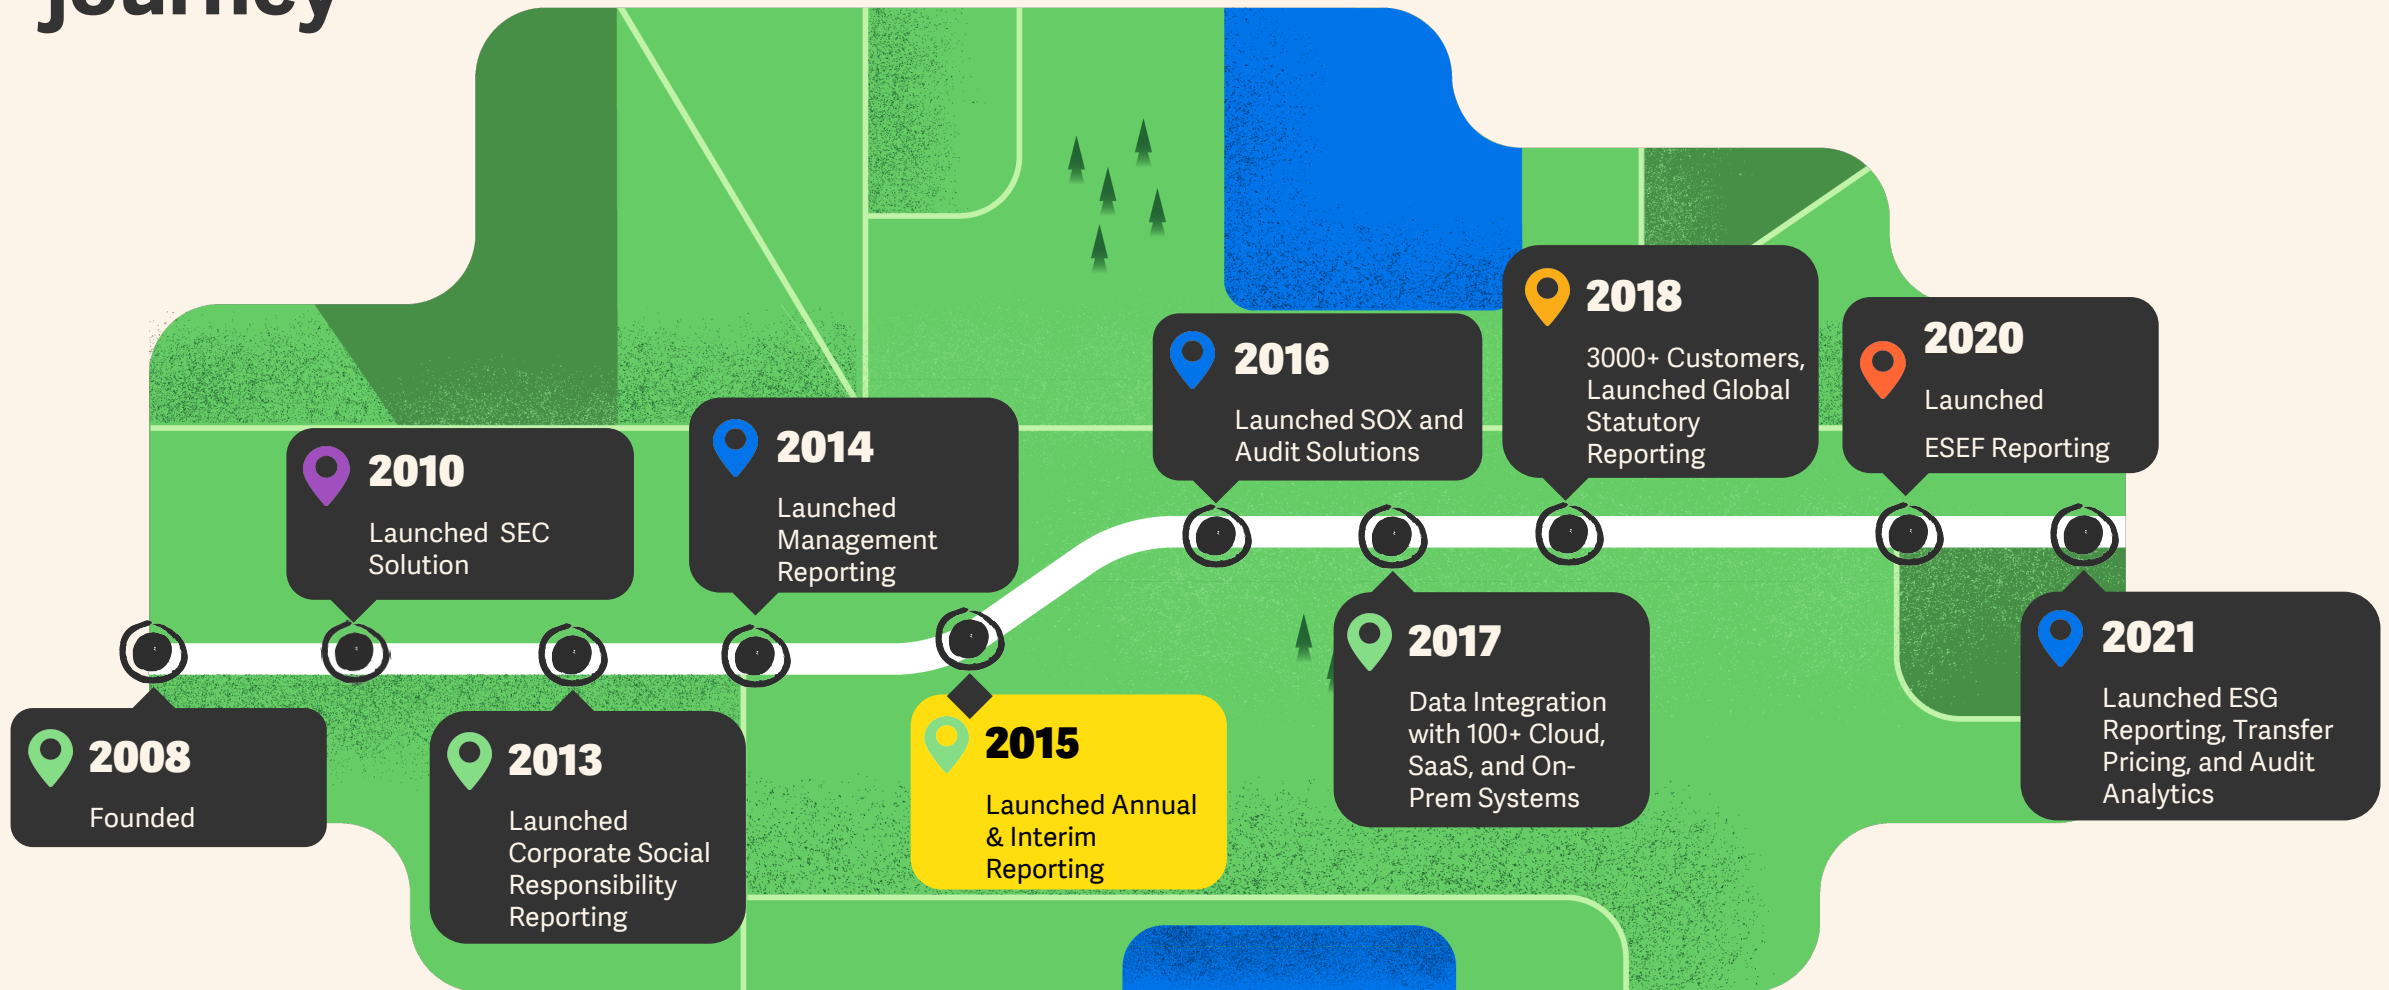 journey
2008
Founded
2010
Launched SEC
Solution
2013
Launched
Corporate Social
Responsibility
Reporting
2014
Launched
Management
Reporting
2015
Launched Annual
& Interim
Reporting
2016
Launched SOX and
Audit Solutions
2017
Data Integration
with 100+ Cloud,
SaaS, and On-
Prem Systems
2018
3000+ Customers,
Launched Global
Statutory
Reporting
2020
Launched
ESEF Reporting
2021
Launched ESG
Reporting, Transfer
Pricing, and Audit
Analytics